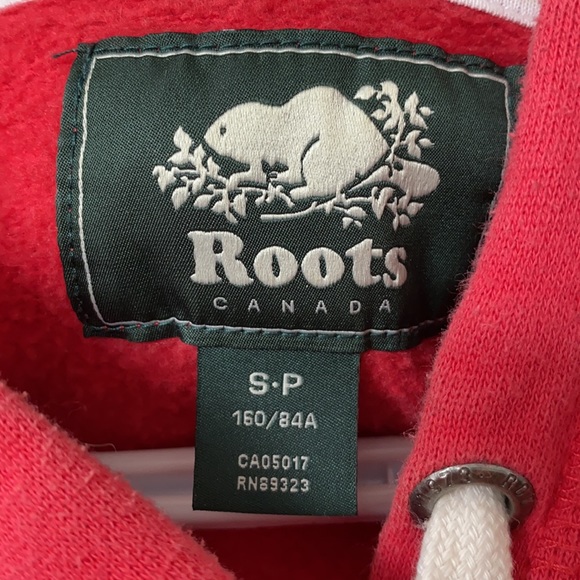 Roots
CANADA
S·P
160/84A
CA05017
RN89323